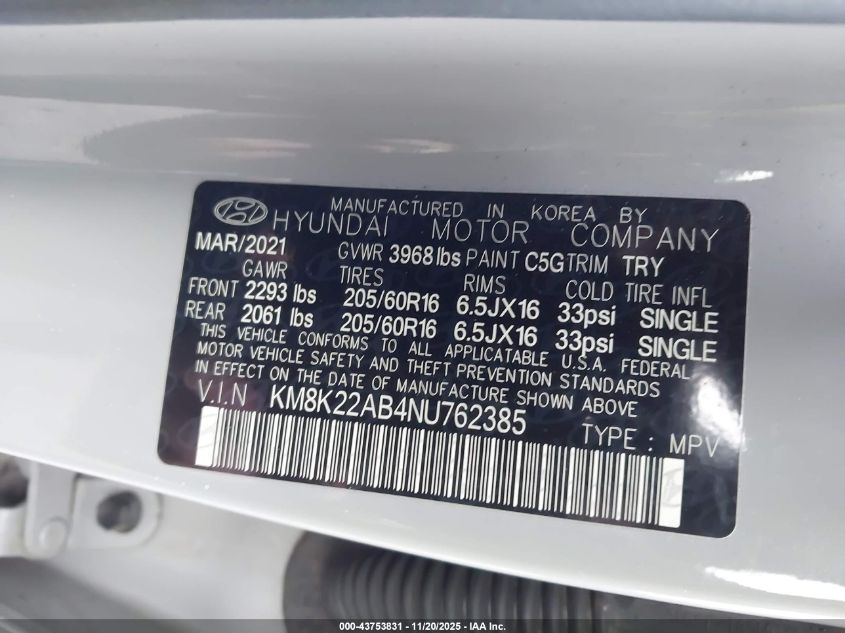 MANUFACTURED IN KOREA BY
HYUNDAI MOTOR COMPANY
MAR/2021 GVWR 3968 lbs PAINT C5G TRIM TRY
GAWR TIRES RIMS COLD TIRE INFL
FRONT 2293 lbs 205/60R16 6.5JX16 33psi SINGLE
REAR 2061 lbs 205/60R16 6.5JX16 33psi SINGLE
THIS VEHICLE CONFORMS TO ALL APPLICATABLE U.S.A. FEDERAL
MOTOR VEHICLE SAFETY AND THEFT PREVENTION STANDARDS
IN EFFECT ON THE DATE OF MANUFACTURE SHOWN ABOVE
V.I.N KM8K22AB4NU762385
TYPE : MPV
000-43753831 - 11/20/2025 - IAA Inc.